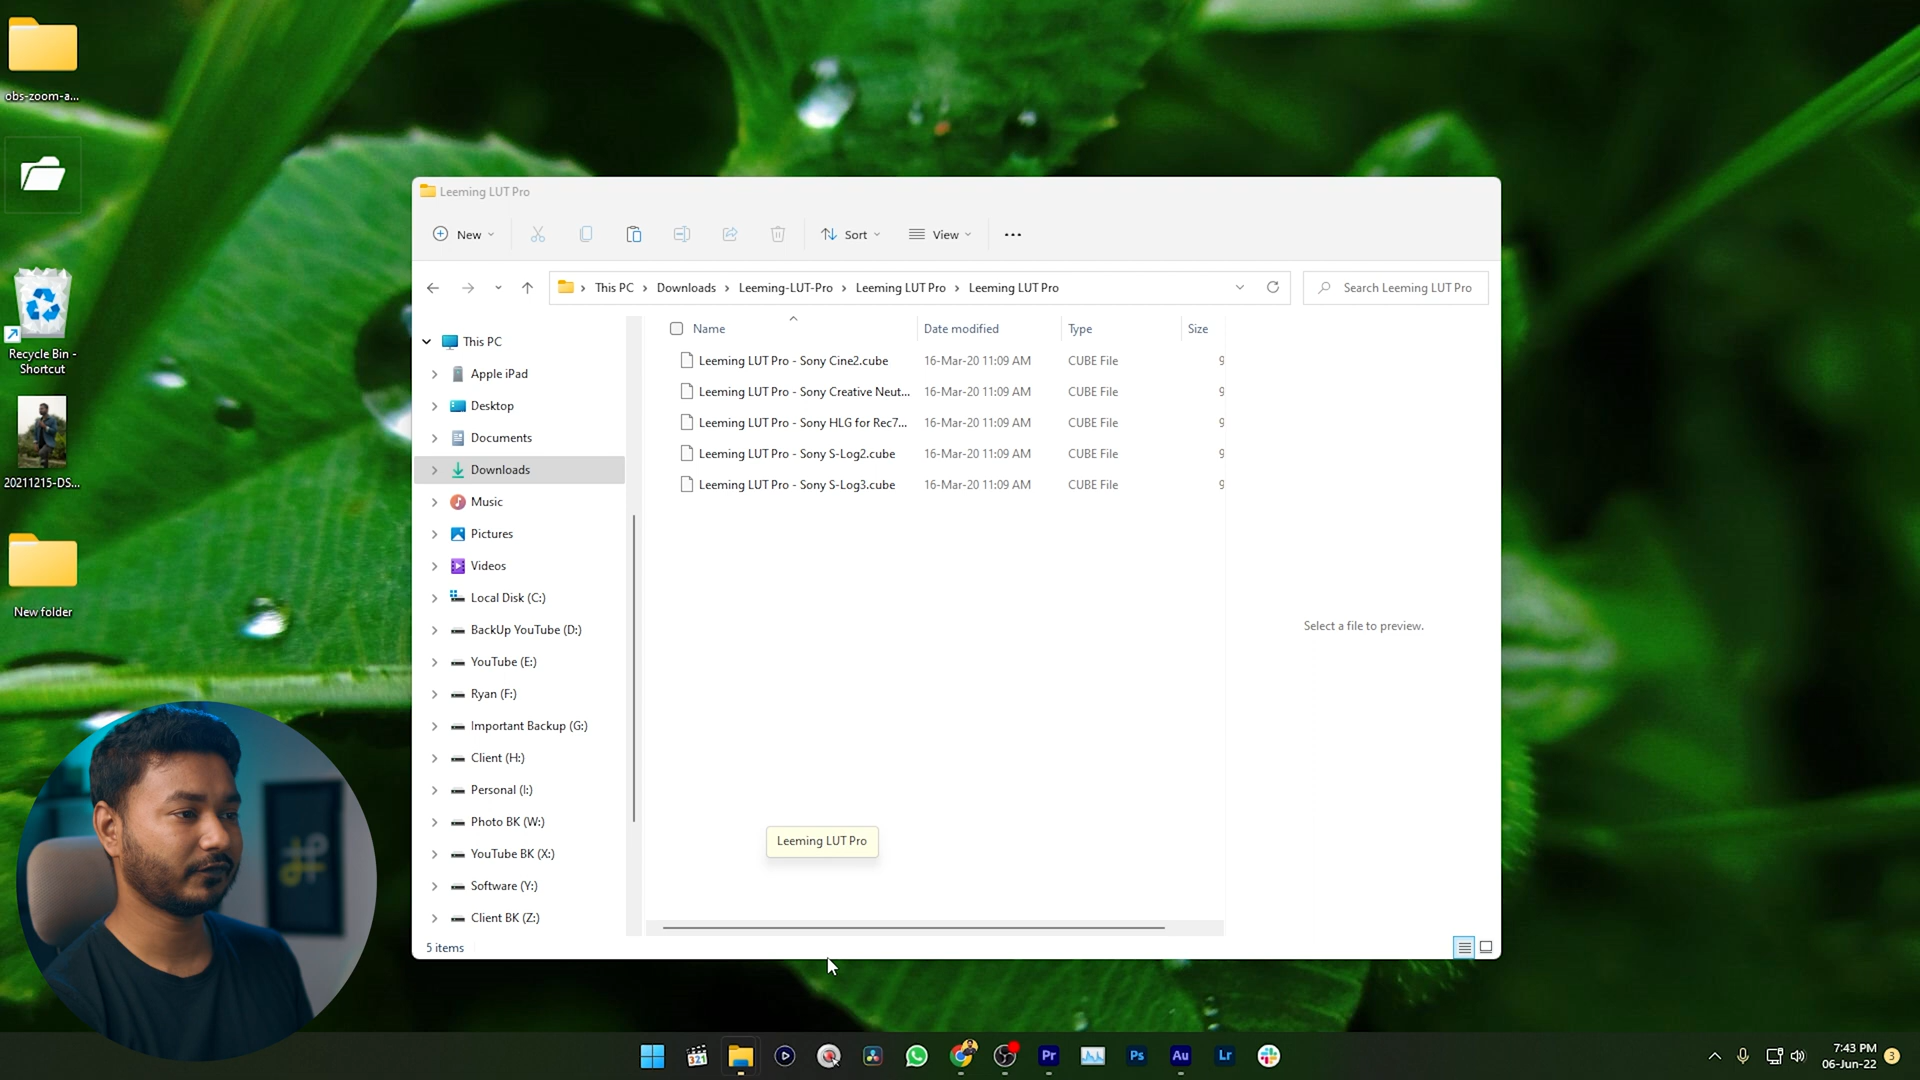 obs-zoom-a...
Recycle Bin -
Shortcut
20211215-DS...
New folder
Leeming LUT Pro
New
Sort
View
This PC
Downloads
Leeming-LUT-Pro
Leeming LUT Pro
Leeming LUT Pro
Search Leeming LUT Pro
Name
Date modified
Type
Size
Leeming LUT Pro - Sony Cine2.cube 16-Mar-20 11:09 AM CUBE File 9
Leeming LUT Pro - Sony Creative Neut... 16-Mar-20 11:09 AM CUBE File 9
Leeming LUT Pro - Sony HLG for Rec7... 16-Mar-20 11:09 AM CUBE File 9
Leeming LUT Pro - Sony S-Log2.cube 16-Mar-20 11:09 AM CUBE File 9
Leeming LUT Pro - Sony S-Log3.cube 16-Mar-20 11:09 AM CUBE File 9
This PC
Apple iPad
Desktop
Documents
Downloads
Music
Pictures
Videos
Local Disk (C:)
BackUp YouTube (D:)
YouTube (E:)
Ryan (F:)
Important Backup (G:)
Client (H:)
Personal (I:)
Photo BK (W:)
YouTube BK (X:)
Software (Y:)
Client BK (Z:)
Select a file to preview.
Leeming LUT Pro
5 items
321
Pr
Ps
Au
Lr
7:43 PM
06-Jun-22
3